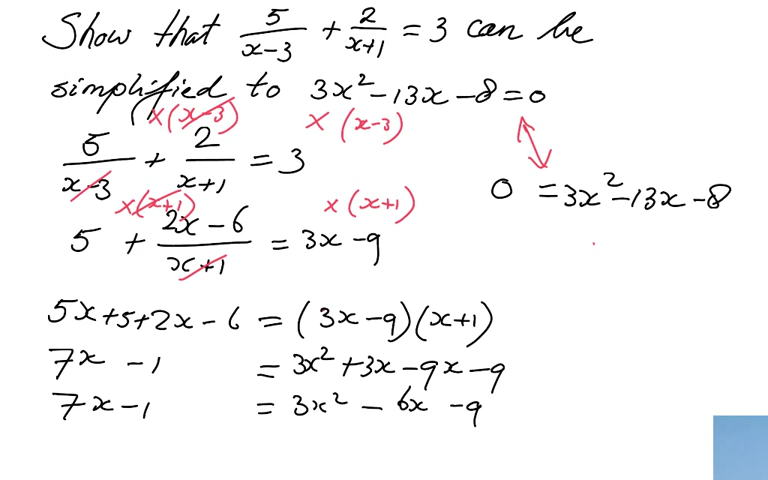 Show that 5/(x-3) + 2/(x+1) = 3 can be
simplified to 3x² - 13x - 8 = 0
×(x-3) ×(x-3)
5/(x-3) + 2/(x+1) = 3
0 = 3x² - 13x - 8
×(x+1) ×(x+1)
5 + (2x - 6)/(x+1) = 3x - 9
5x + 5 + 2x - 6 = (3x - 9)(x+1)
7x - 1 = 3x² + 3x - 9x - 9
7x - 1 = 3x² - 6x - 9